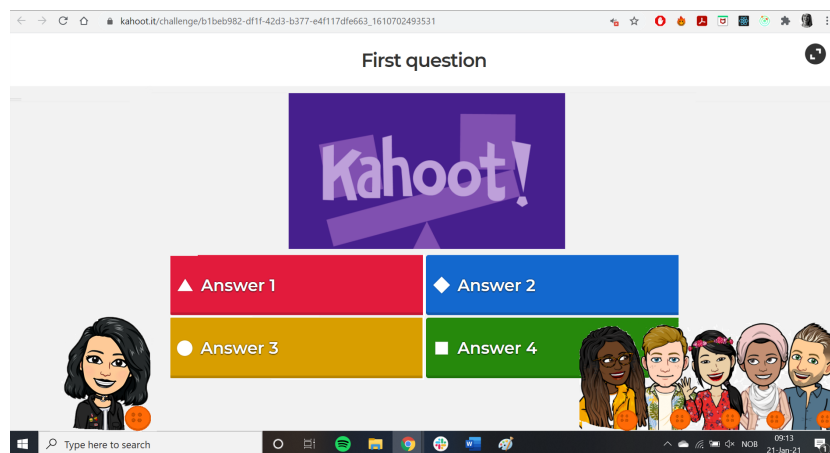 kahoot.it/challenge/b1beb982-df1f-42d3-b377-e4f117dfe663_1610702493531
First question
Kahoot!
Answer 1
Answer 2
Answer 3
Answer 4
Type here to search
NOB
09:13
21-Jan-21